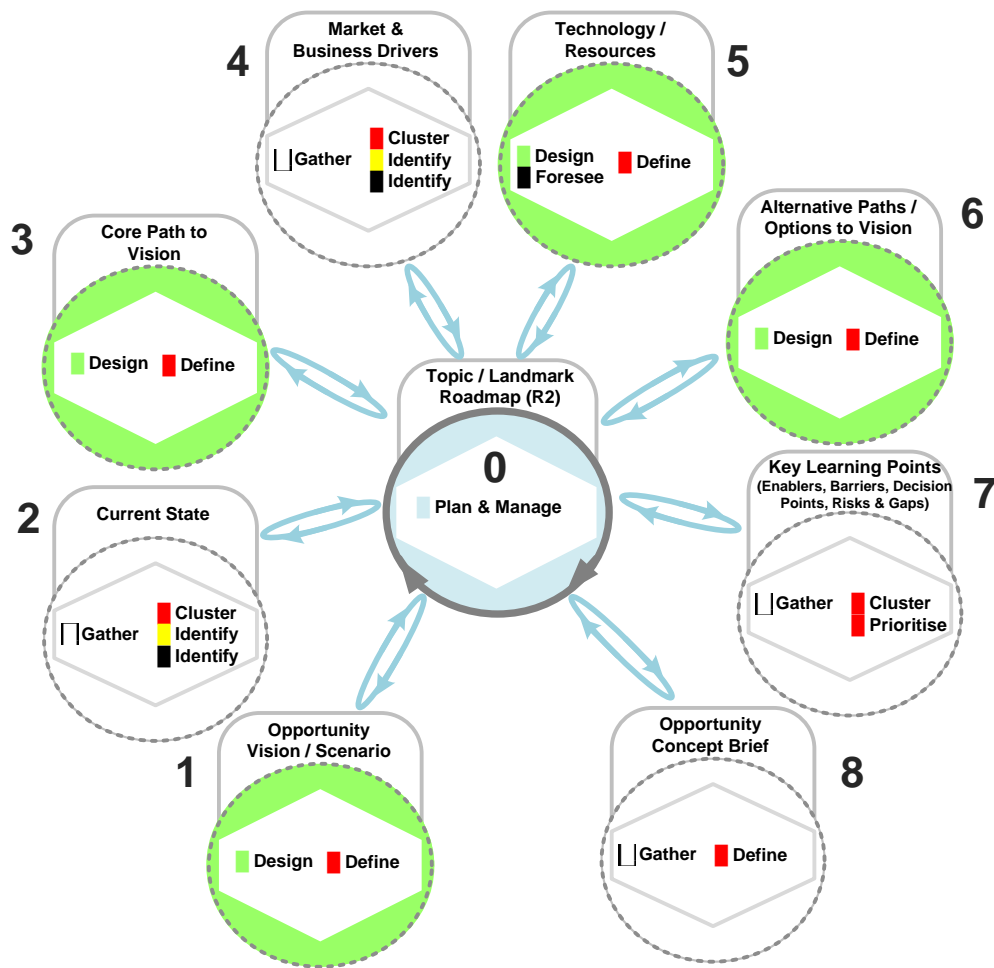 4
Market &
Business Drivers
Gather
Cluster
Identify
Identify
Technology /
Resources
5
Design
Foresee
Define
3
Core Path to
Vision
Design
Define
Alternative Paths /
Options to Vision
6
Design
Define
Topic / Landmark
Roadmap (R2)
0
Plan & Manage
2
Current State
Gather
Cluster
Identify
Identify
Key Learning Points
(Enablers, Barriers, Decision
Points, Risks & Gaps)
7
Gather
Cluster
Prioritise
1
Opportunity
Vision / Scenario
Design
Define
Opportunity
Concept Brief
8
Gather
Define